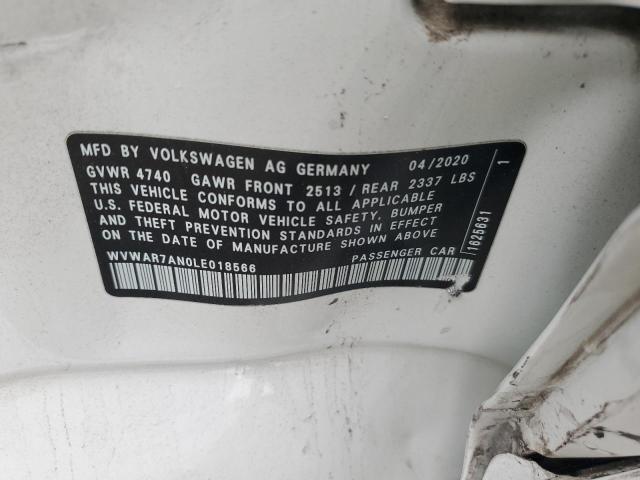 MFD BY VOLKSWAGEN AG GERMANY 04/2020
GVWR 4740 GAWR FRONT 2513 / REAR 2337 LBS
THIS VEHICLE CONFORMS TO ALL APPLICABLE
U.S. FEDERAL MOTOR VEHICLE SAFETY, BUMPER
AND THEFT PREVENTION STANDARDS IN EFFECT
ON THE DATE OF MANUFACTURE SHOWN ABOVE
WVWAR7AN0LE018566 PASSENGER CAR
1625631 1